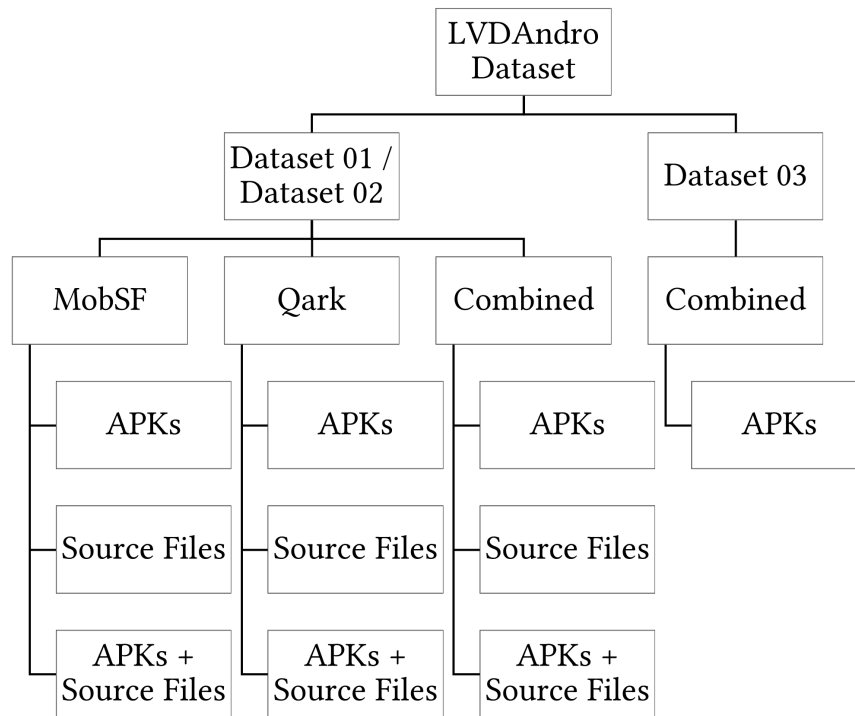 LVDAndro
Dataset
Dataset 01 /
Dataset 02
Dataset 03
MobSF
Qark
Combined
Combined
APKs
APKs
APKs
APKs
Source Files
Source Files
Source Files
APKs +
Source Files
APKs +
Source Files
APKs +
Source Files